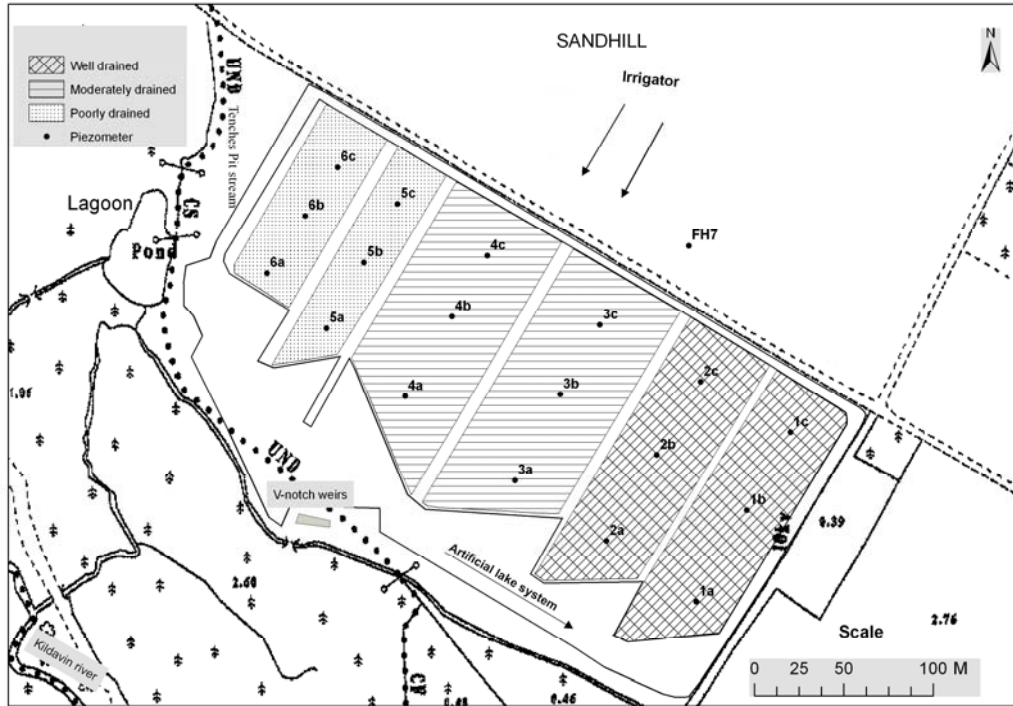 SANDHILL
N
Irrigator
Well drained
Moderately drained
Poorly drained
Piezometer
UND
Tenches Pit stream
Lagoon
CS
Pond
6c
6b
6a
5c
5b
5a
4c
4b
4a
FH7
3c
3b
3a
2c
2b
2a
1c
1b
1a
UND
V-notch weirs
Artificial lake system
0.39
2.60
2.76
Kildavin river
Scale
0 25 50 100 M
0.46